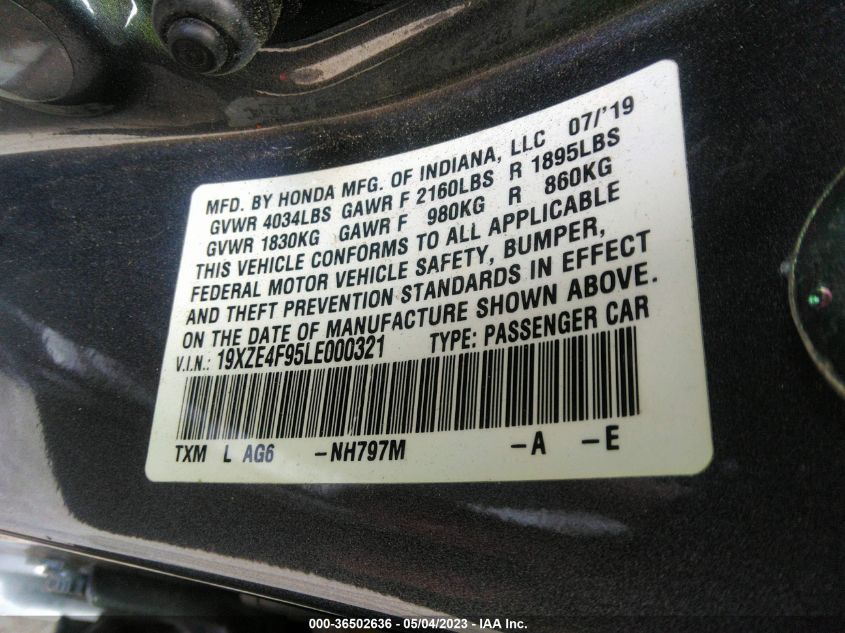 MFD. BY HONDA MFG. OF INDIANA, LLC 07/'19
GVWR 4034LBS GAWR F 2160LBS R 1895LBS
GVWR 1830KG GAWR F 980KG R 860KG
THIS VEHICLE CONFORMS TO ALL APPLICABLE
FEDERAL MOTOR VEHICLE SAFETY, BUMPER,
AND THEFT PREVENTION STANDARDS IN EFFECT
ON THE DATE OF MANUFACTURE SHOWN ABOVE.
V.I.N.: 19XZE4F95LE000321 TYPE: PASSENGER CAR
TXM L AG6 -NH797M -A -E
000-36502636 - 05/04/2023 - IAA Inc.